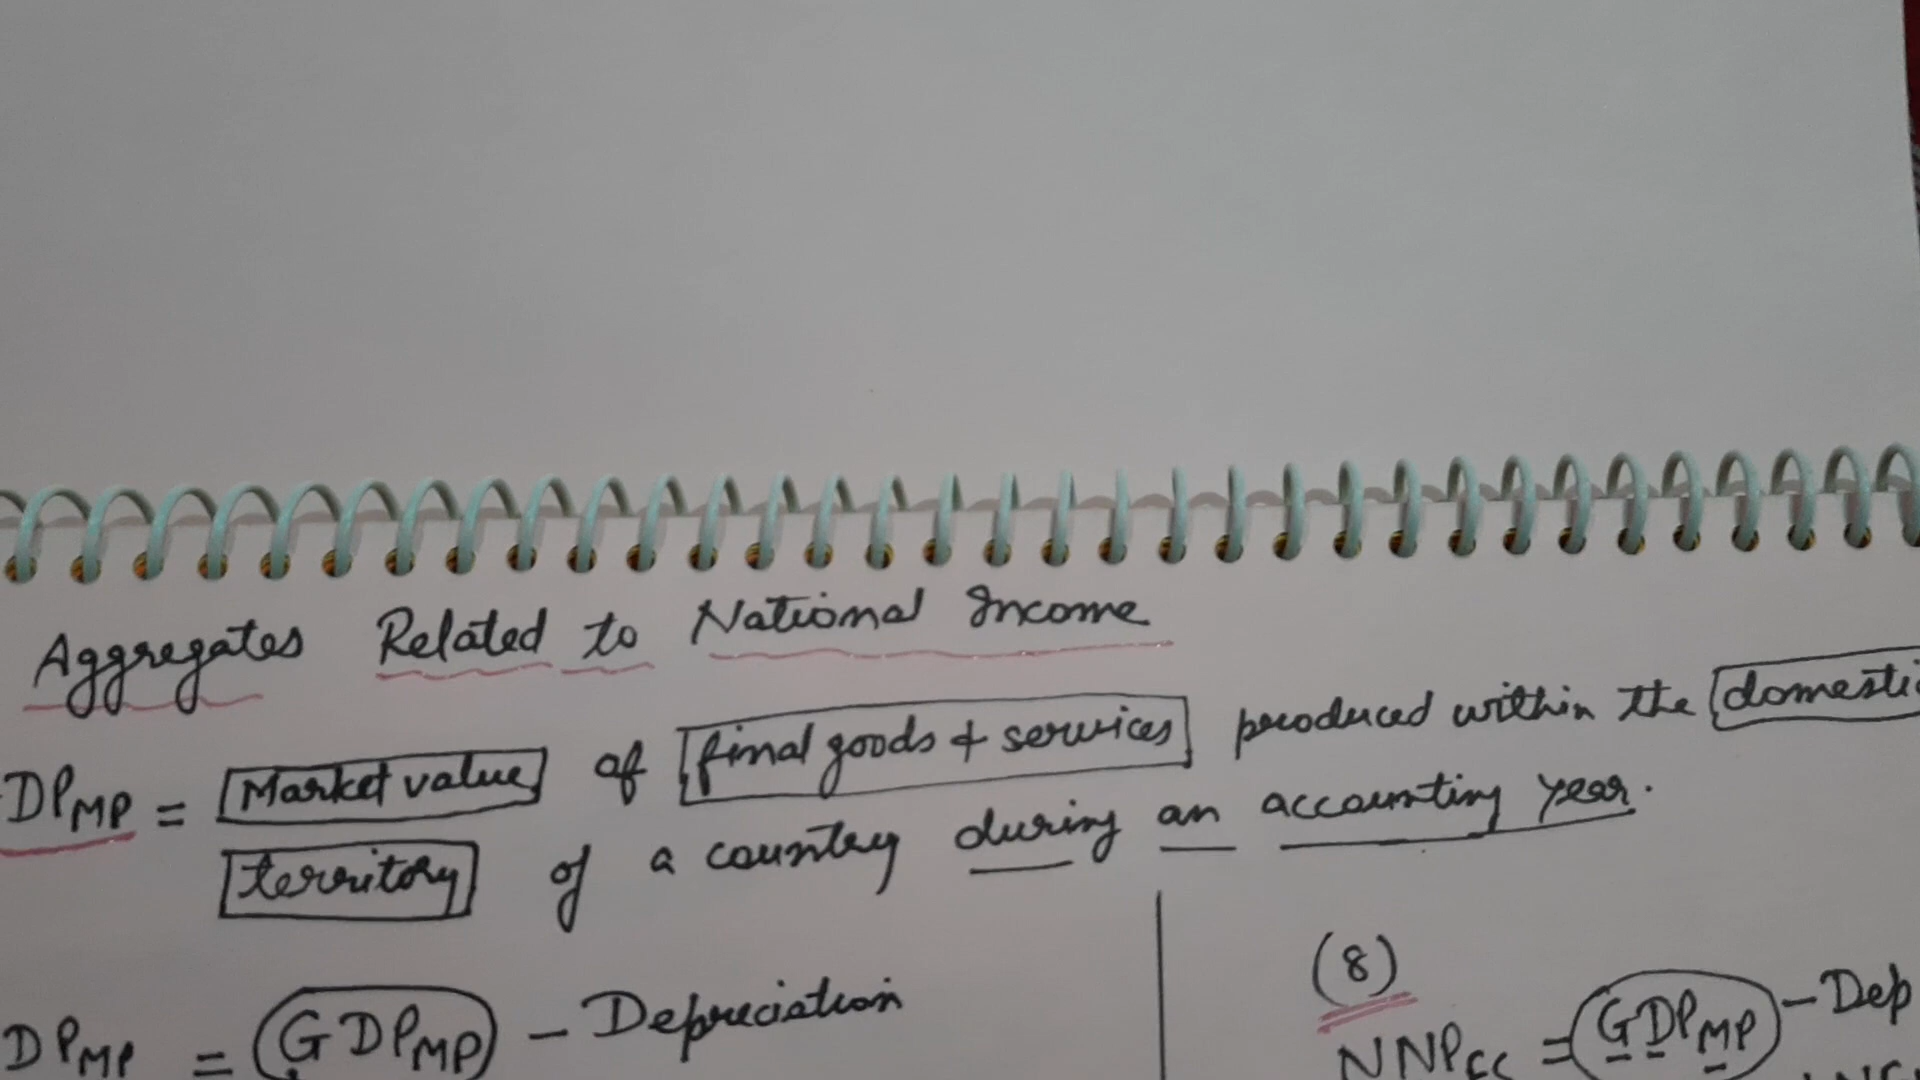 Aggregates Related to National Income
DPMP = Market value of final goods + services produced within the domesti
territory of a country during an accounting year.
DPMP = GDPMP - Depreciation
(8)
NNPFC = GDPMP - Dep